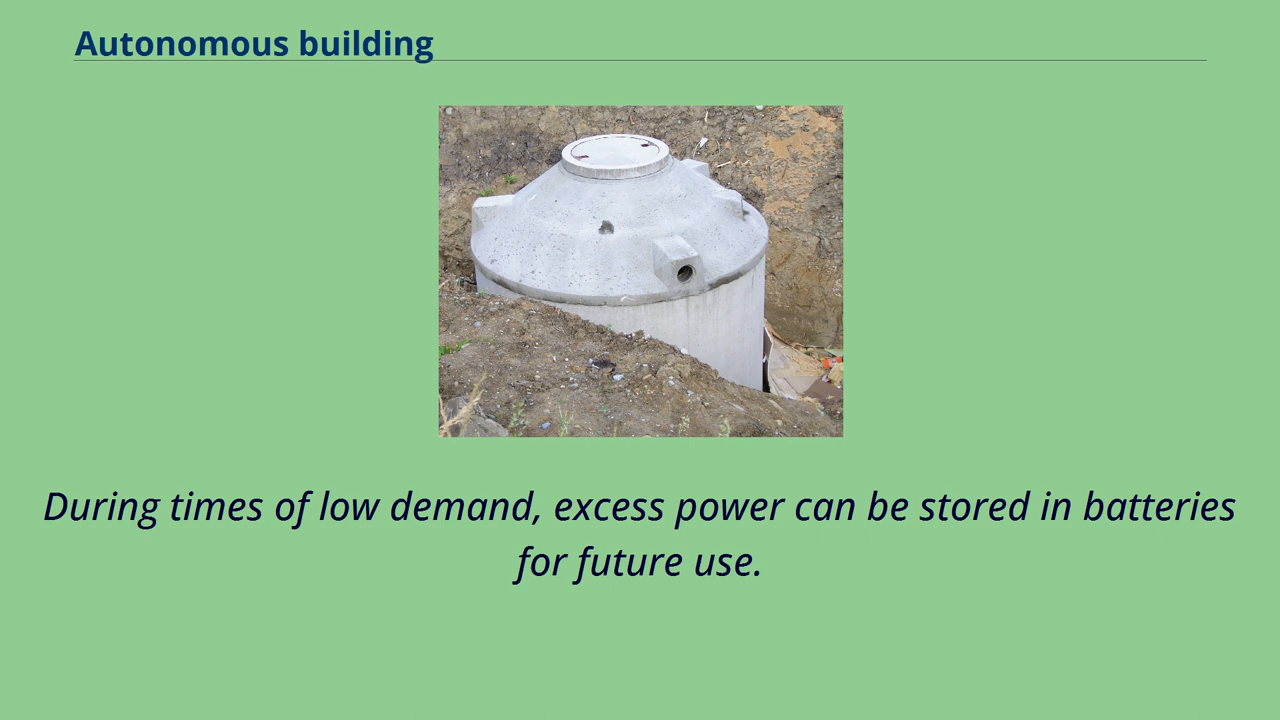 Autonomous building
During times of low demand, excess power can be stored in batteries
for future use.